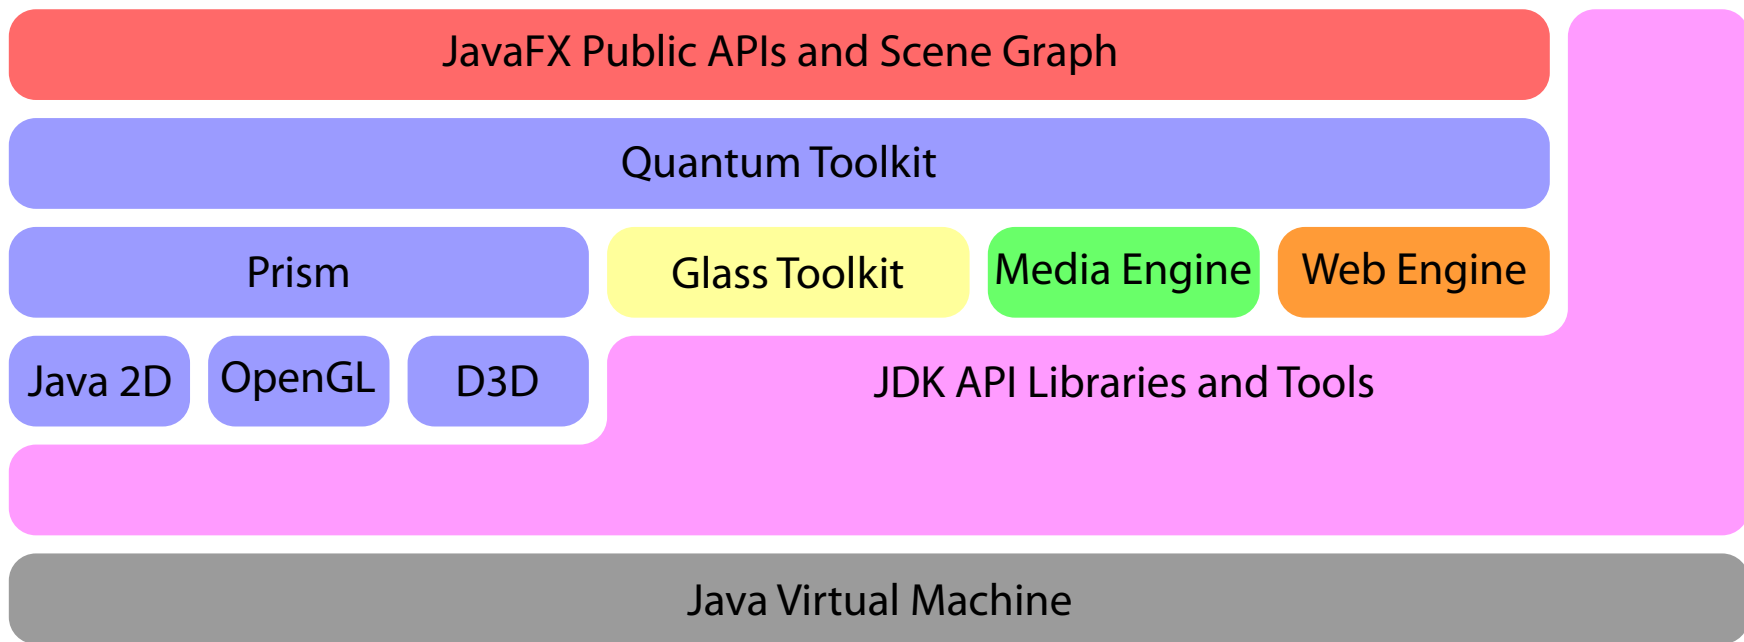 JavaFX Public APIs and Scene Graph
Quantum Toolkit
Prism
Glass Toolkit
Media Engine
Web Engine
Java 2D
OpenGL
D3D
JDK API Libraries and Tools
Java Virtual Machine